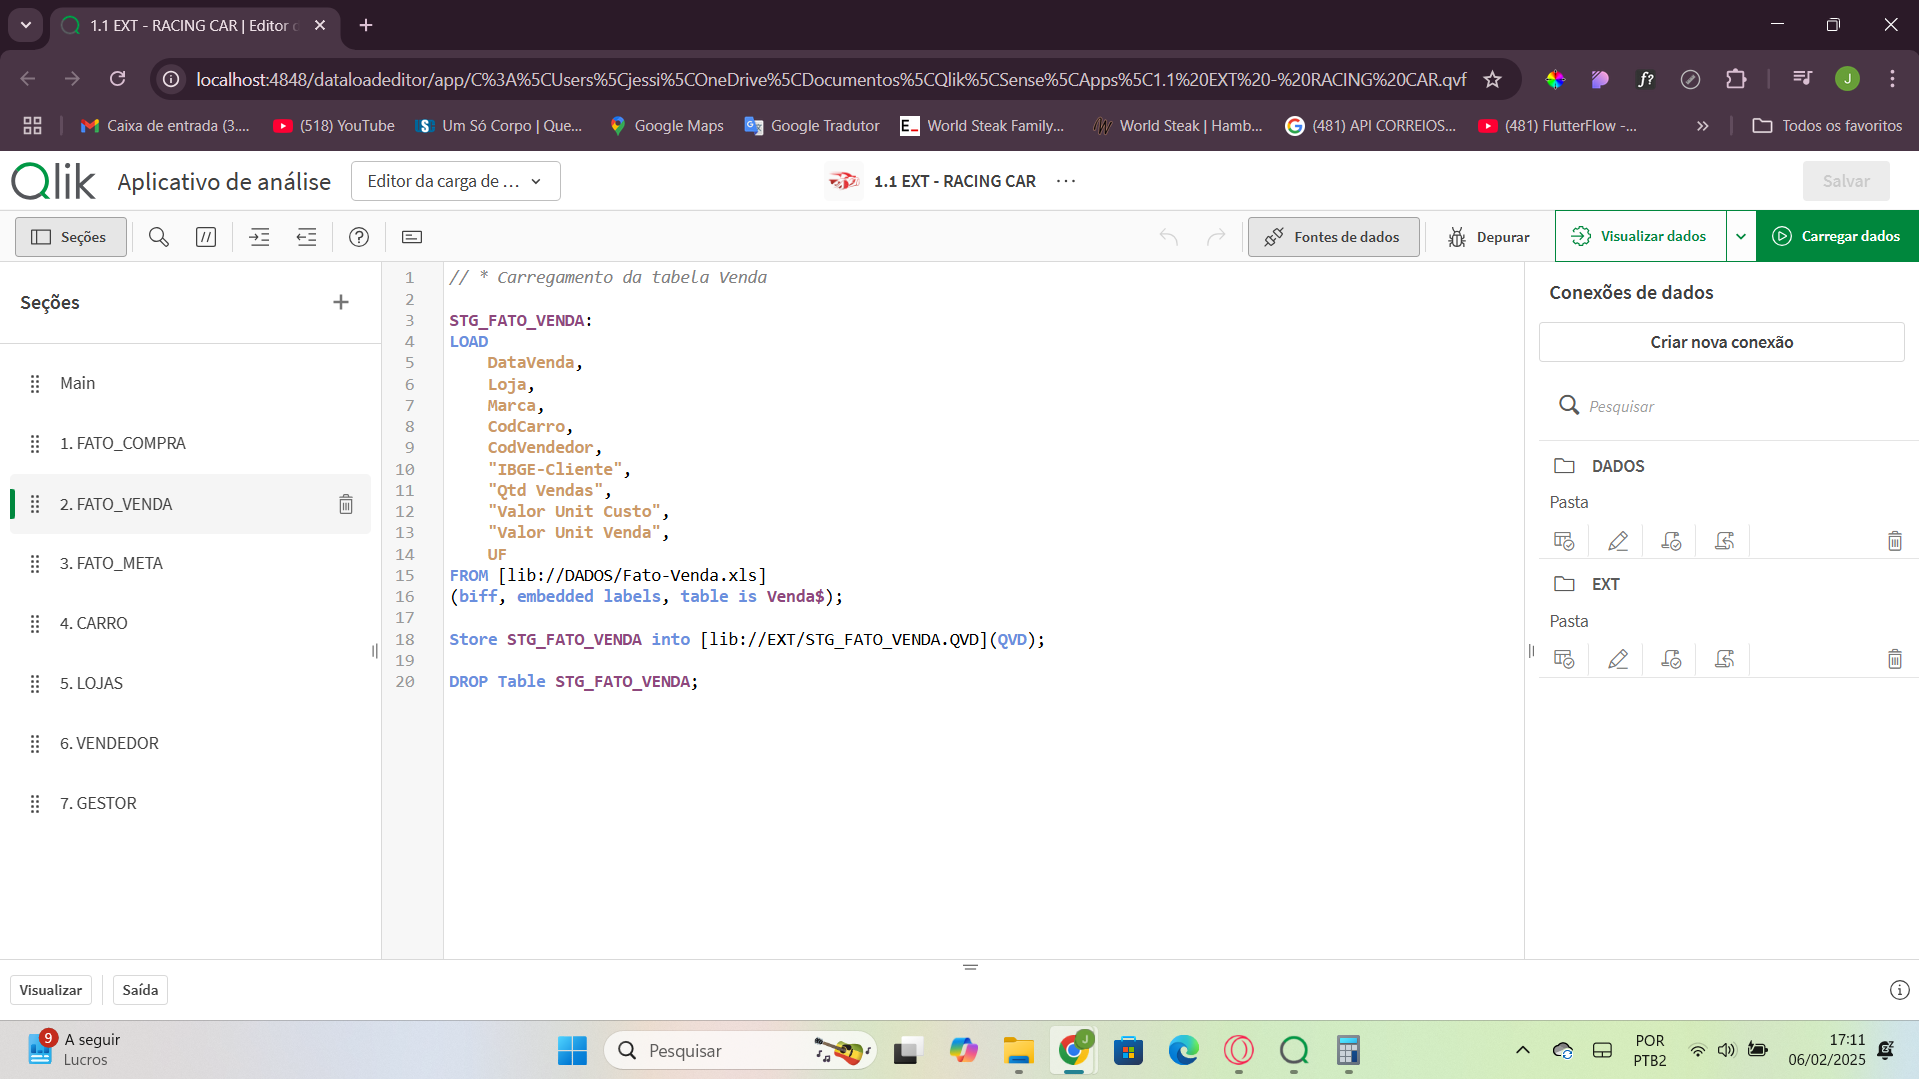 1.1 EXT - RACING CAR | Editor d
localhost:4848/dataloadeditor/app/C%3A%5CUsers%5Cjessi%5COneDrive%5CDocumentos%5CQlik%5CSense%5CApps%5C1.1%20EXT%20-%20RACING%20CAR.qvf
f?
J
Caixa de entrada (3....
(518) YouTube
S
Um Só Corpo | Que...
Google Maps
Google Tradutor
E_
World Steak Family...
World Steak | Hamb...
(481) API CORREIOS...
(481) FlutterFlow -...
Todos os favoritos
Qlik
Aplicativo de análise
Editor da carga de ...
1.1 EXT - RACING CAR
Salvar
Seções
Fontes de dados
Depurar
Visualizar dados
Carregar dados
Seções
Main
1. FATO_COMPRA
2. FATO_VENDA
3. FATO_META
4. CARRO
5. LOJAS
6. VENDEDOR
7. GESTOR
1 // * Carregamento da tabela Venda
2
3 STG_FATO_VENDA:
4 LOAD
5 DataVenda,
6 Loja,
7 Marca,
8 CodCarro,
9 CodVendedor,
10 "IBGE-Cliente",
11 "Qtd Vendas",
12 "Valor Unit Custo",
13 "Valor Unit Venda",
14 UF
15 FROM [lib://DADOS/Fato-Venda.xls]
16 (biff, embedded labels, table is Venda$);
17
18 Store STG_FATO_VENDA into [lib://EXT/STG_FATO_VENDA.QVD](QVD);
19
20 DROP Table STG_FATO_VENDA;
Conexões de dados
Criar nova conexão
Pesquisar
DADOS
Pasta
EXT
Pasta
Visualizar
Saída
9
A seguir
Lucros
Pesquisar
J
POR
PTB2
17:11
06/02/2025